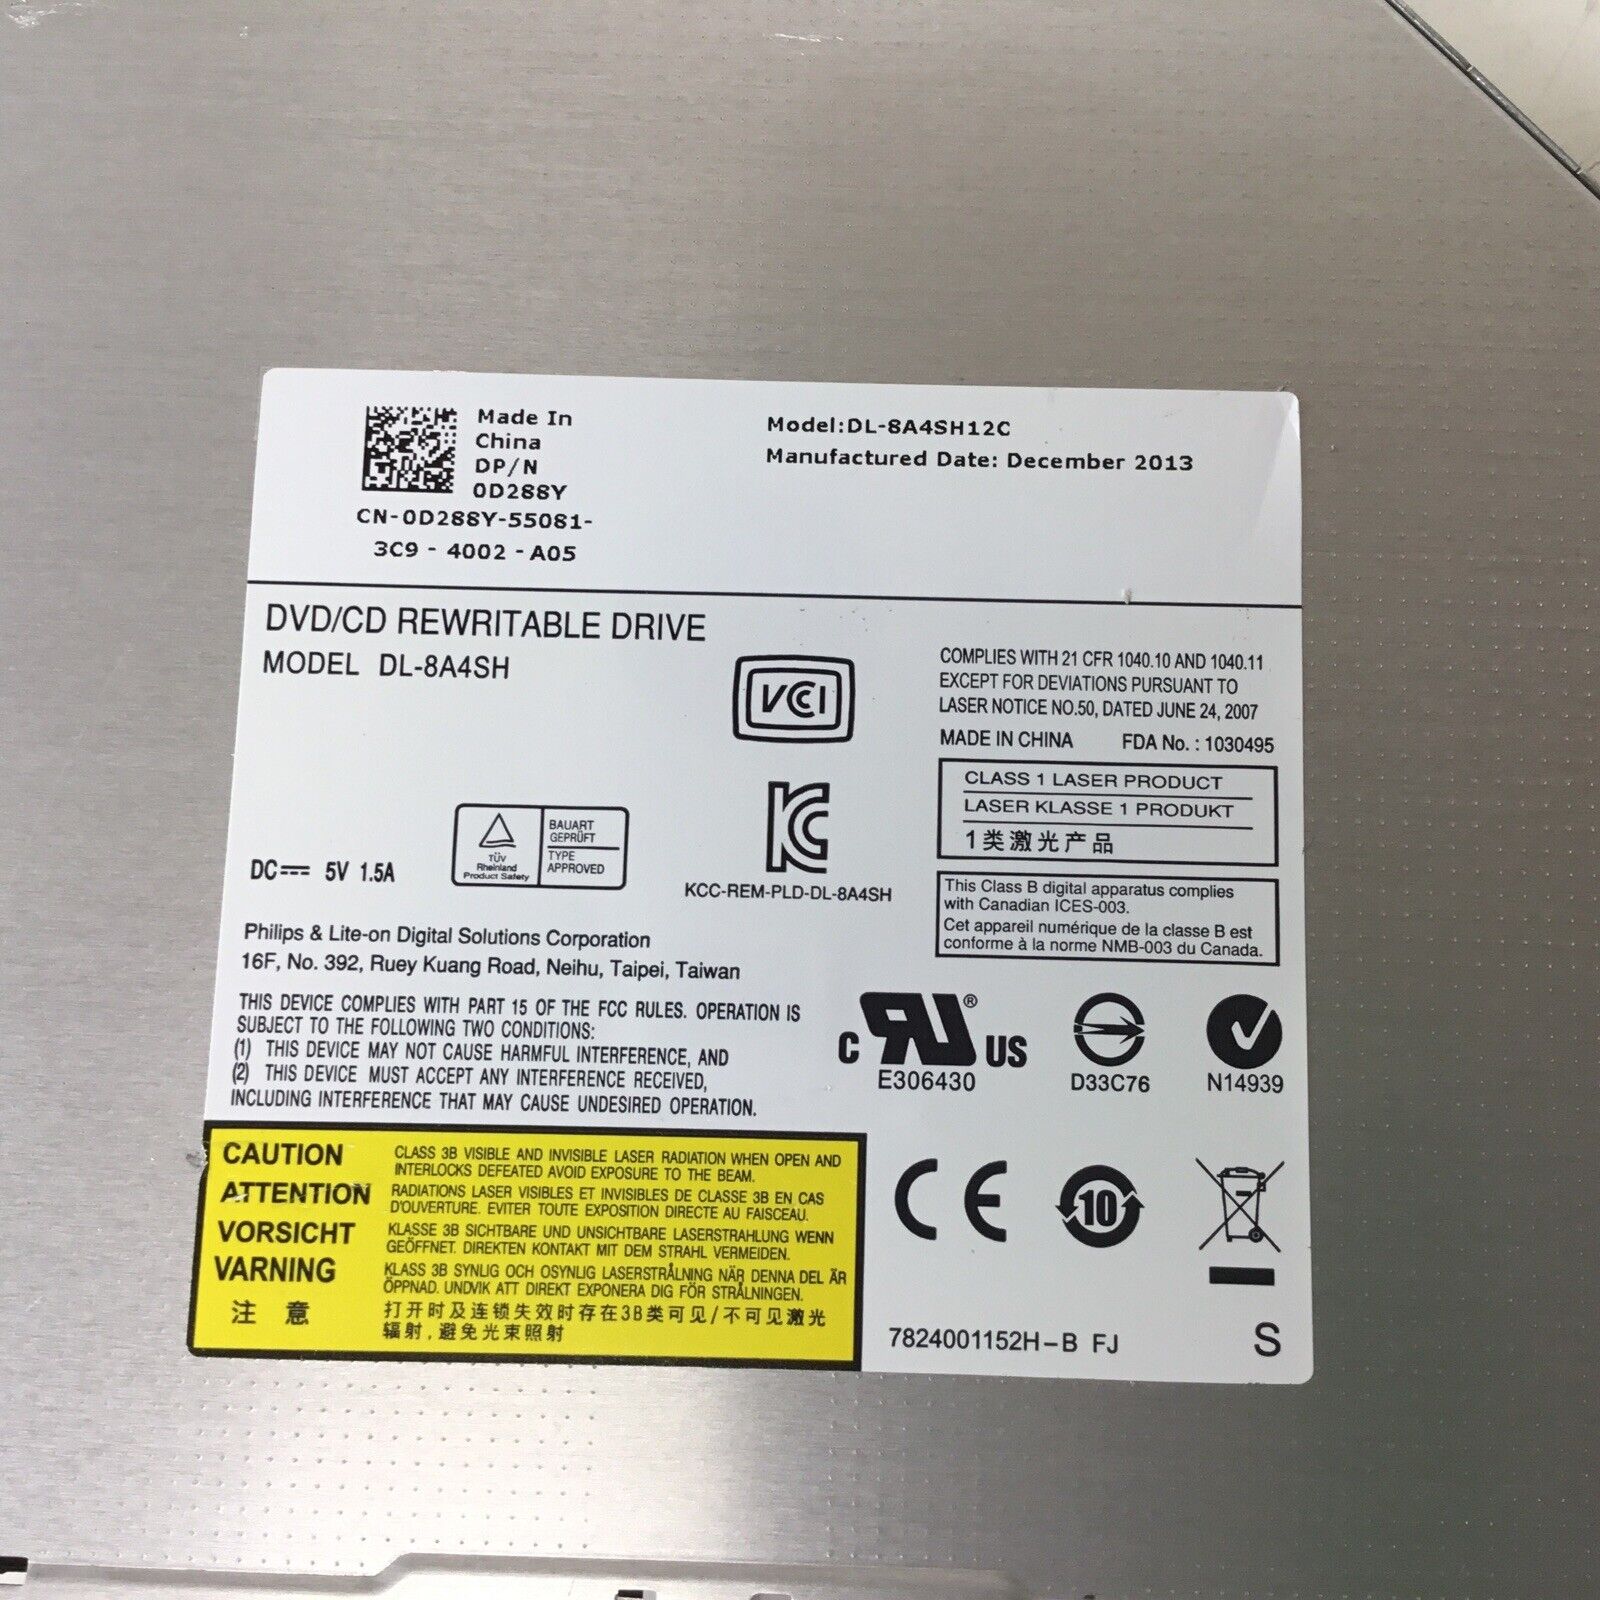 Made In
China
DP/N
0D288Y
CN-0D288Y-55081-
3C9 - 4002 - A05
Model:DL-8A4SH12C
Manufactured Date: December 2013
DVD/CD REWRITABLE DRIVE
MODEL DL-8A4SH
VCCI
COMPLIES WITH 21 CFR 1040.10 AND 1040.11
EXCEPT FOR DEVIATIONS PURSUANT TO
LASER NOTICE NO.50, DATED JUNE 24, 2007
MADE IN CHINA FDA No. : 1030495
CLASS 1 LASER PRODUCT
LASER KLASSE 1 PRODUKT
1类激光产品
DC 5V 1.5A
TÜV
Rheinland
Product Safety
BAUART
GEPRÜFT
TYPE
APPROVED
KC
KCC-REM-PLD-DL-8A4SH
This Class B digital apparatus complies
with Canadian ICES-003.
Cet appareil numérique de la classe B est
conforme à la norme NMB-003 du Canada.
Philips & Lite-on Digital Solutions Corporation
16F, No. 392, Ruey Kuang Road, Neihu, Taipei, Taiwan
THIS DEVICE COMPLIES WITH PART 15 OF THE FCC RULES. OPERATION IS
SUBJECT TO THE FOLLOWING TWO CONDITIONS:
(1) THIS DEVICE MAY NOT CAUSE HARMFUL INTERFERENCE, AND
(2) THIS DEVICE MUST ACCEPT ANY INTERFERENCE RECEIVED,
INCLUDING INTERFERENCE THAT MAY CAUSE UNDESIRED OPERATION.
C RU® US
E306430
D33C76
N14939
CAUTION
CLASS 3B VISIBLE AND INVISIBLE LASER RADIATION WHEN OPEN AND
INTERLOCKS DEFEATED AVOID EXPOSURE TO THE BEAM.
ATTENTION
RADIATIONS LASER VISIBLES ET INVISIBLES DE CLASSE 3B EN CAS
D'OUVERTURE. EVITER TOUTE EXPOSITION DIRECTE AU FAISCEAU.
VORSICHT
KLASSE 3B SICHTBARE UND UNSICHTBARE LASERSTRAHLUNG WENN
GEÖFFNET. DIREKTEN KONTAKT MIT DEM STRAHL VERMEIDEN.
VARNING
KLASS 3B SYNLIG OCH OSYNLIG LASERSTRÅLNING NÄR DENNA DEL ÄR
ÖPPNAD. UNDVIK ATT DIREKT EXPONERA DIG FÖR STRÅLNINGEN.
注 意
打开时及连锁失效时存在3B类可见/不可见激光
辐射,避免光束照射
CE
10
7824001152H-B FJ
S